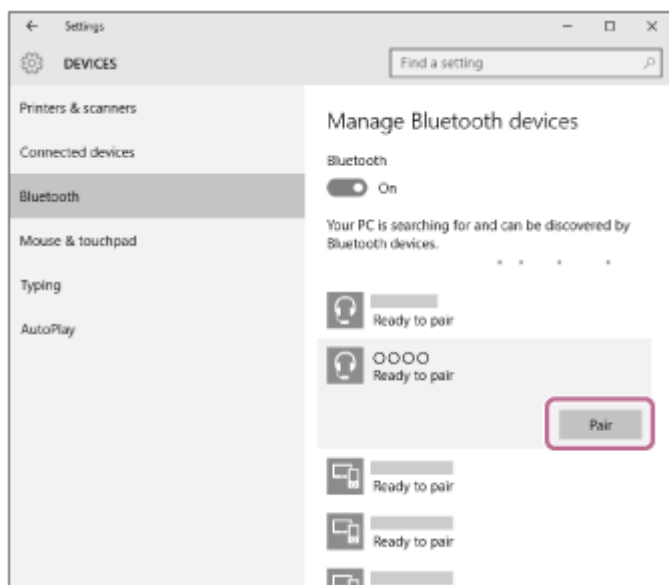 Settings
DEVICES
Find a setting
Printers & scanners
Connected devices
Bluetooth
Mouse & touchpad
Typing
AutoPlay
Manage Bluetooth devices
Bluetooth
On
Your PC is searching for and can be discovered by
Bluetooth devices.
Ready to pair
OOOO
Ready to pair
Pair
Ready to pair
Ready to pair